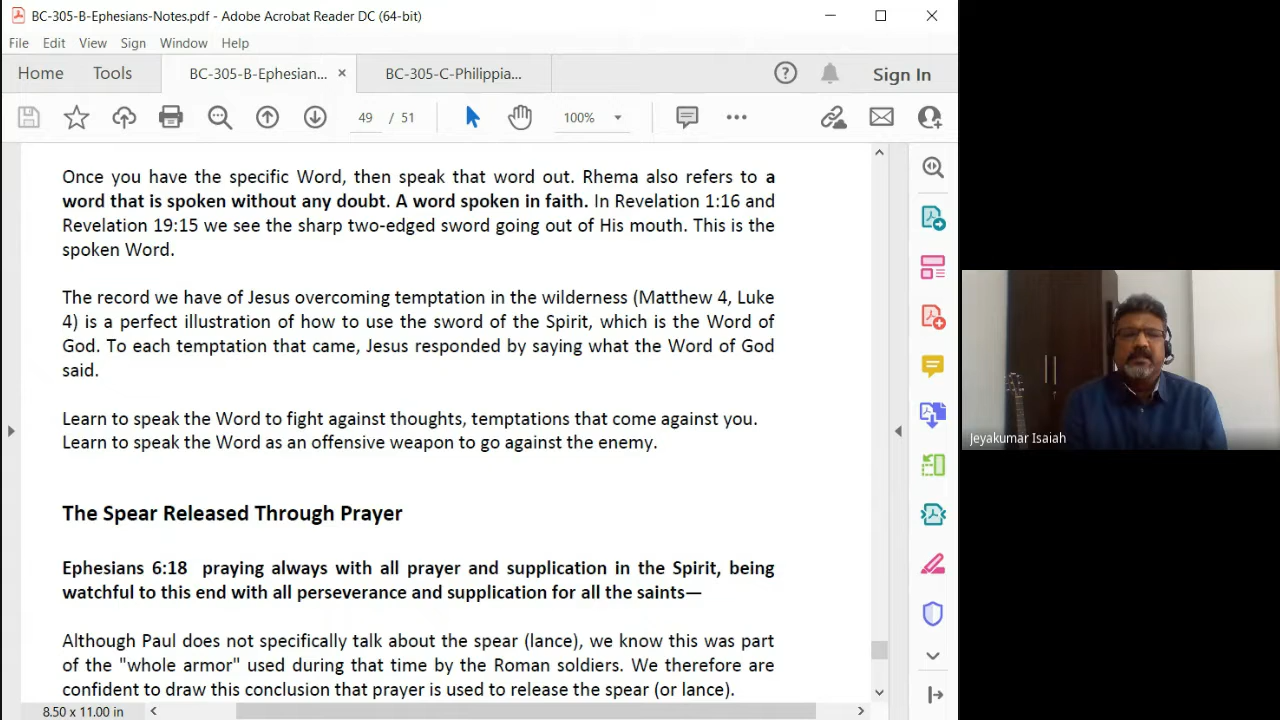 BC-305-B-Ephesians-Notes.pdf - Adobe Acrobat Reader DC (64-bit)
File Edit View Sign Window Help
Home Tools BC-305-B-Ephesian... × BC-305-C-Philippia... Sign In
49 / 51 100%
Once you have the specific Word, then speak that word out. Rhema also refers to a
word that is spoken without any doubt. A word spoken in faith. In Revelation 1:16 and
Revelation 19:15 we see the sharp two-edged sword going out of His mouth. This is the
spoken Word.
The record we have of Jesus overcoming temptation in the wilderness (Matthew 4, Luke
4) is a perfect illustration of how to use the sword of the Spirit, which is the Word of
God. To each temptation that came, Jesus responded by saying what the Word of God
said.
Learn to speak the Word to fight against thoughts, temptations that come against you.
Learn to speak the Word as an offensive weapon to go against the enemy.
The Spear Released Through Prayer
Ephesians 6:18 praying always with all prayer and supplication in the Spirit, being
watchful to this end with all perseverance and supplication for all the saints—
Although Paul does not specifically talk about the spear (lance), we know this was part
of the "whole armor" used during that time by the Roman soldiers. We therefore are
confident to draw this conclusion that prayer is used to release the spear (or lance).
8.50 x 11.00 in
Jeyakumar Isaiah